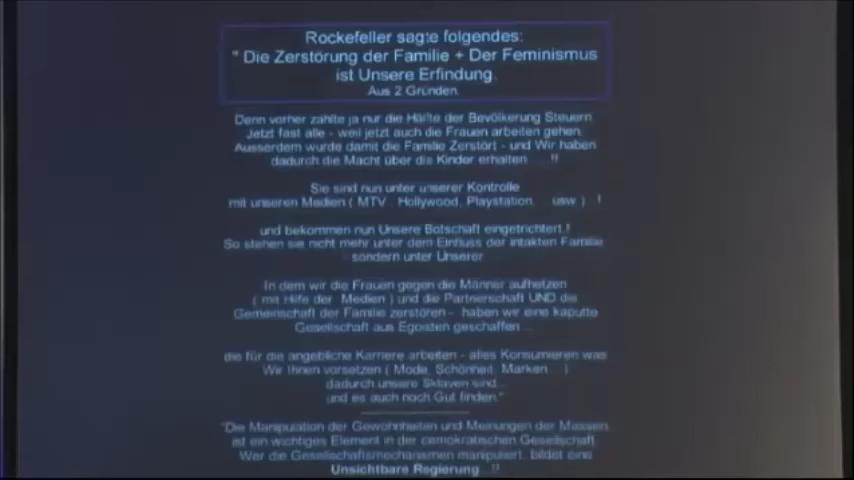 Rockefeller sagte folgendes:
" Die Zerstörung der Familie + Der Feminismus
ist Unsere Erfindung.
Aus 2 Gründen.
Denn vorher zahlte ja nur die Hälfte der Bevölkerung Steuern
Jetzt fast alle - weil jetzt auch die Frauen arbeiten gehen.
Ausserdem wurde damit die Familie Zerstört - und Wir haben
dadurch die Macht über die Kinder erhalten .... !!
Sie sind nun unter unserer Kontrolle
mit unseren Medien ( MTV , Hollywood, Playstation, ... usw ) !
und bekommen nun Unsere Botschaft eingetrichtert !
So stehen sie nicht mehr unter dem Einfluss der intakten Familie
- sondern unter Unserer
In dem wir die Frauen gegen die Männer aufhetzen
( mit Hilfe der Medien ) und die Partnerschaft UND die
Gemeinschaft der Familie zerstören - haben wir eine kaputte
Gesellschaft aus Egoisten geschaffen ...
die für die angebliche Karriere arbeiten - alles Konsumieren was
Wir Ihnen vorsetzen ( Mode, Schönheit, Marken ... )
dadurch unsere Sklaven sind...
und es auch noch Gut finden."
"Die Manipulation der Gewohnheiten und Meinungen der Massen
ist ein wichtiges Element in der demokratischen Gesellschaft.
Wer die Gesellschaftsmechanismen manipuliert, bildet eine
Unsichtbare Regierung ...!!